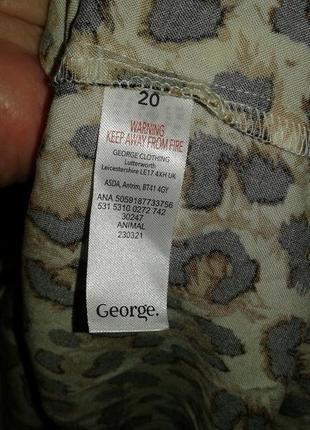 20
WARNING
KEEP AWAY FROM FIRE
GEORGE CLOTHING
Lutterworth
Leicestershire LE17 4XH UK
ASDA, Antrim, BT41 4GY
ANA 5059187733756
531 5310 0272 742
30247
ANIMAL
230321
George.